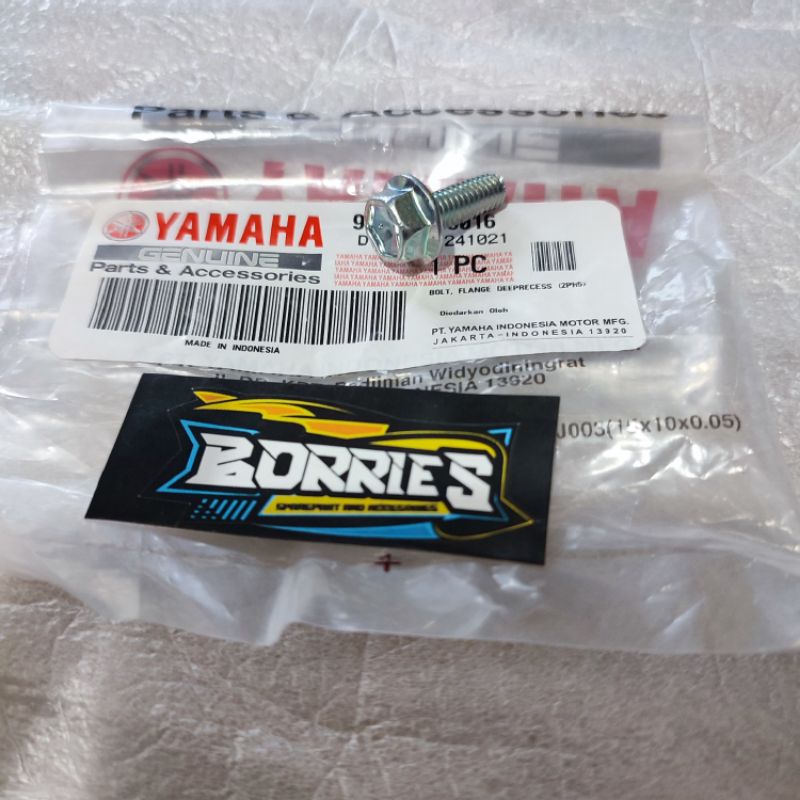 Parts & Accessories
YAMAHA
GENUINE
Parts & Accessories
MADE IN INDONESIA
241021
1 PC
BOLT, FLANGE DEEPRECESS (2Ph5)
Diedarkan Oleh
PT. YAMAHA INDONESIA MOTOR MFG.
JAKARTA-INDONESIA 13920
Widyodiningrat
13920
BORRIES
SPAREPART AND ACCESSORIES